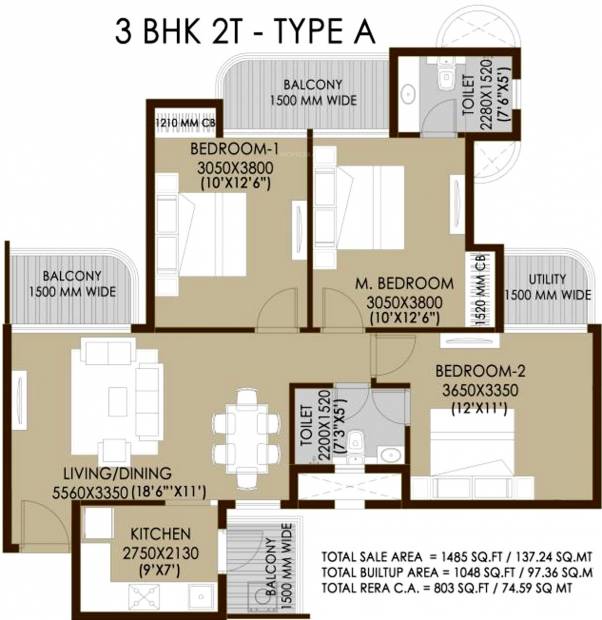 3 BHK 2T - TYPE A
BALCONY
1500 MM WIDE
TOILET
2280X1520
(7'6"X5')
1210 MM CB
BEDROOM-1
3050X3800
(10'X12'6")
M. BEDROOM
3050X3800
(10'X12'6")
1520 MM CB
BALCONY
1500 MM WIDE
UTILITY
1500 MM WIDE
BEDROOM-2
3650X3350
(12'X11')
TOILET
2200X1520
(7'3"X5')
LIVING/DINING
5560X3350 (18'6"'X11')
KITCHEN
2750X2130
(9'X7')
BALCONY
1500 MM WIDE
TOTAL SALE AREA = 1485 SQ.FT / 137.24 SQ.MT
TOTAL BUILTUP AREA = 1048 SQ.FT / 97.36 SQ.M
TOTAL RERA C.A. = 803 SQ.FT / 74.59 SQ MT